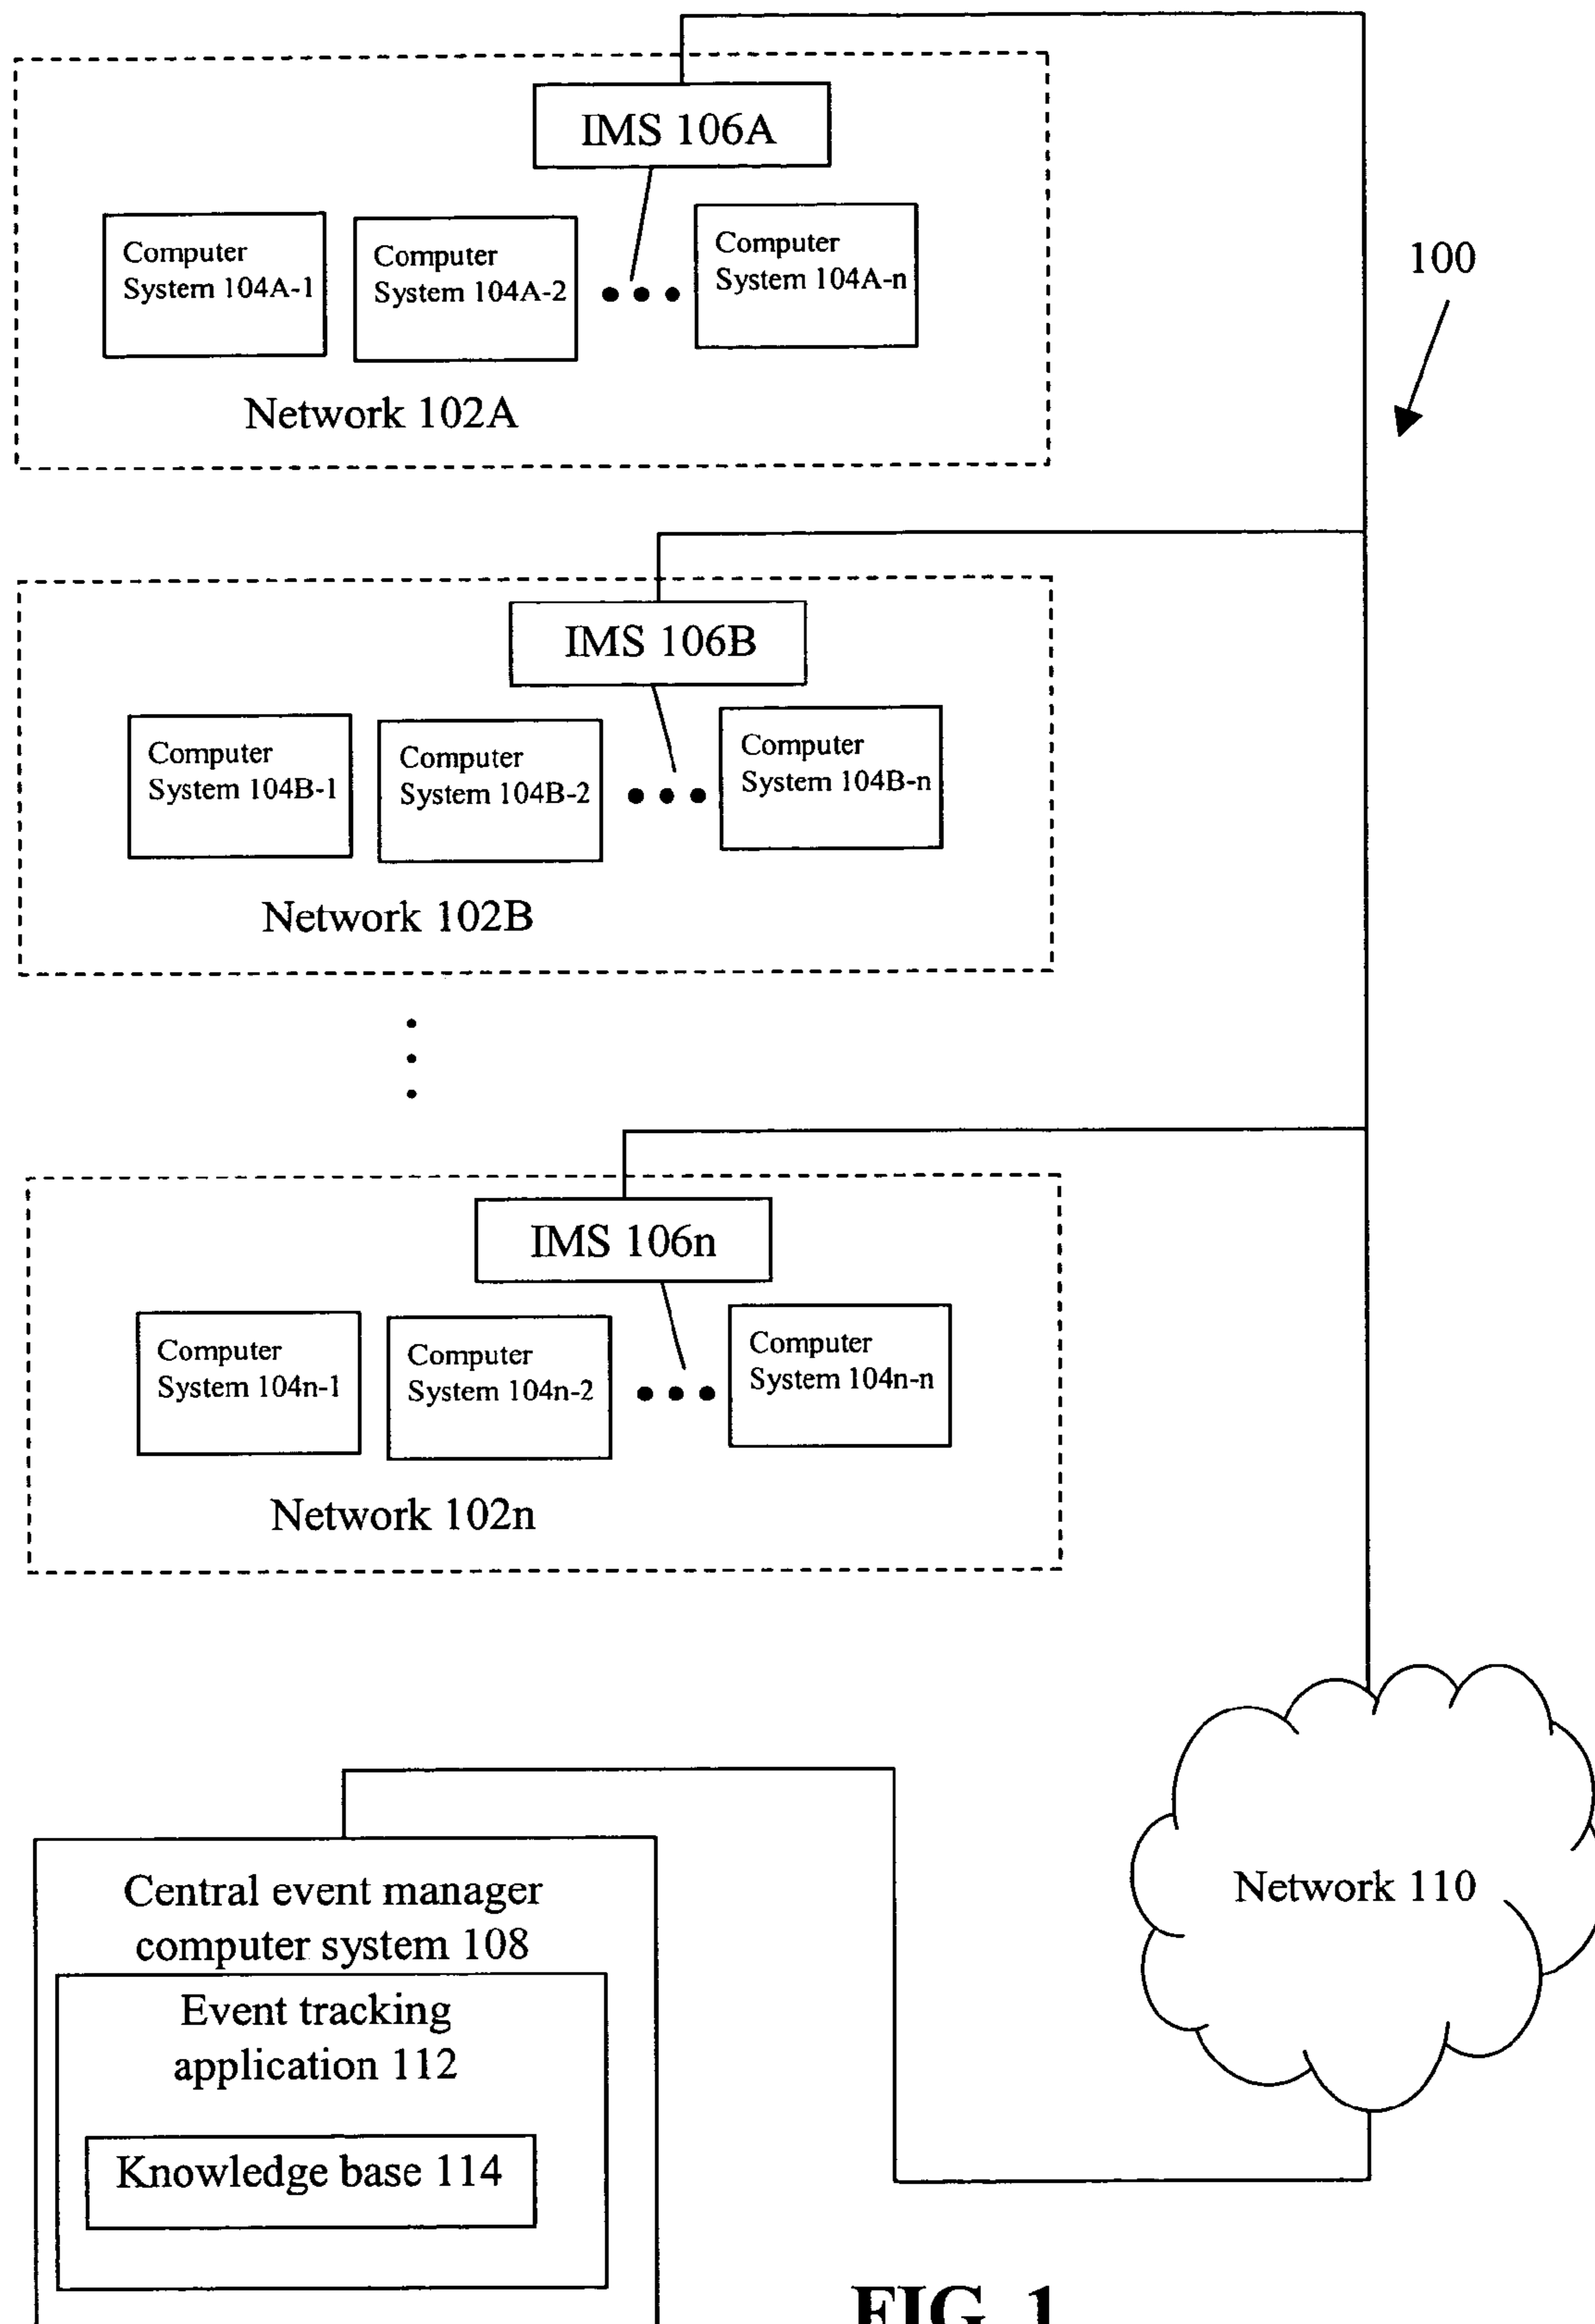 IMS 106A
Computer
System 104A-1
Computer
System 104A-2
Computer
System 104A-n
Network 102A
100
IMS 106B
Computer
System 104B-1
Computer
System 104B-2
Computer
System 104B-n
Network 102B
IMS 106n
Computer
System 104n-1
Computer
System 104n-2
Computer
System 104n-n
Network 102n
Network 110
Central event manager
computer system 108
Event tracking
application 112
Knowledge base 114
FIG. 1